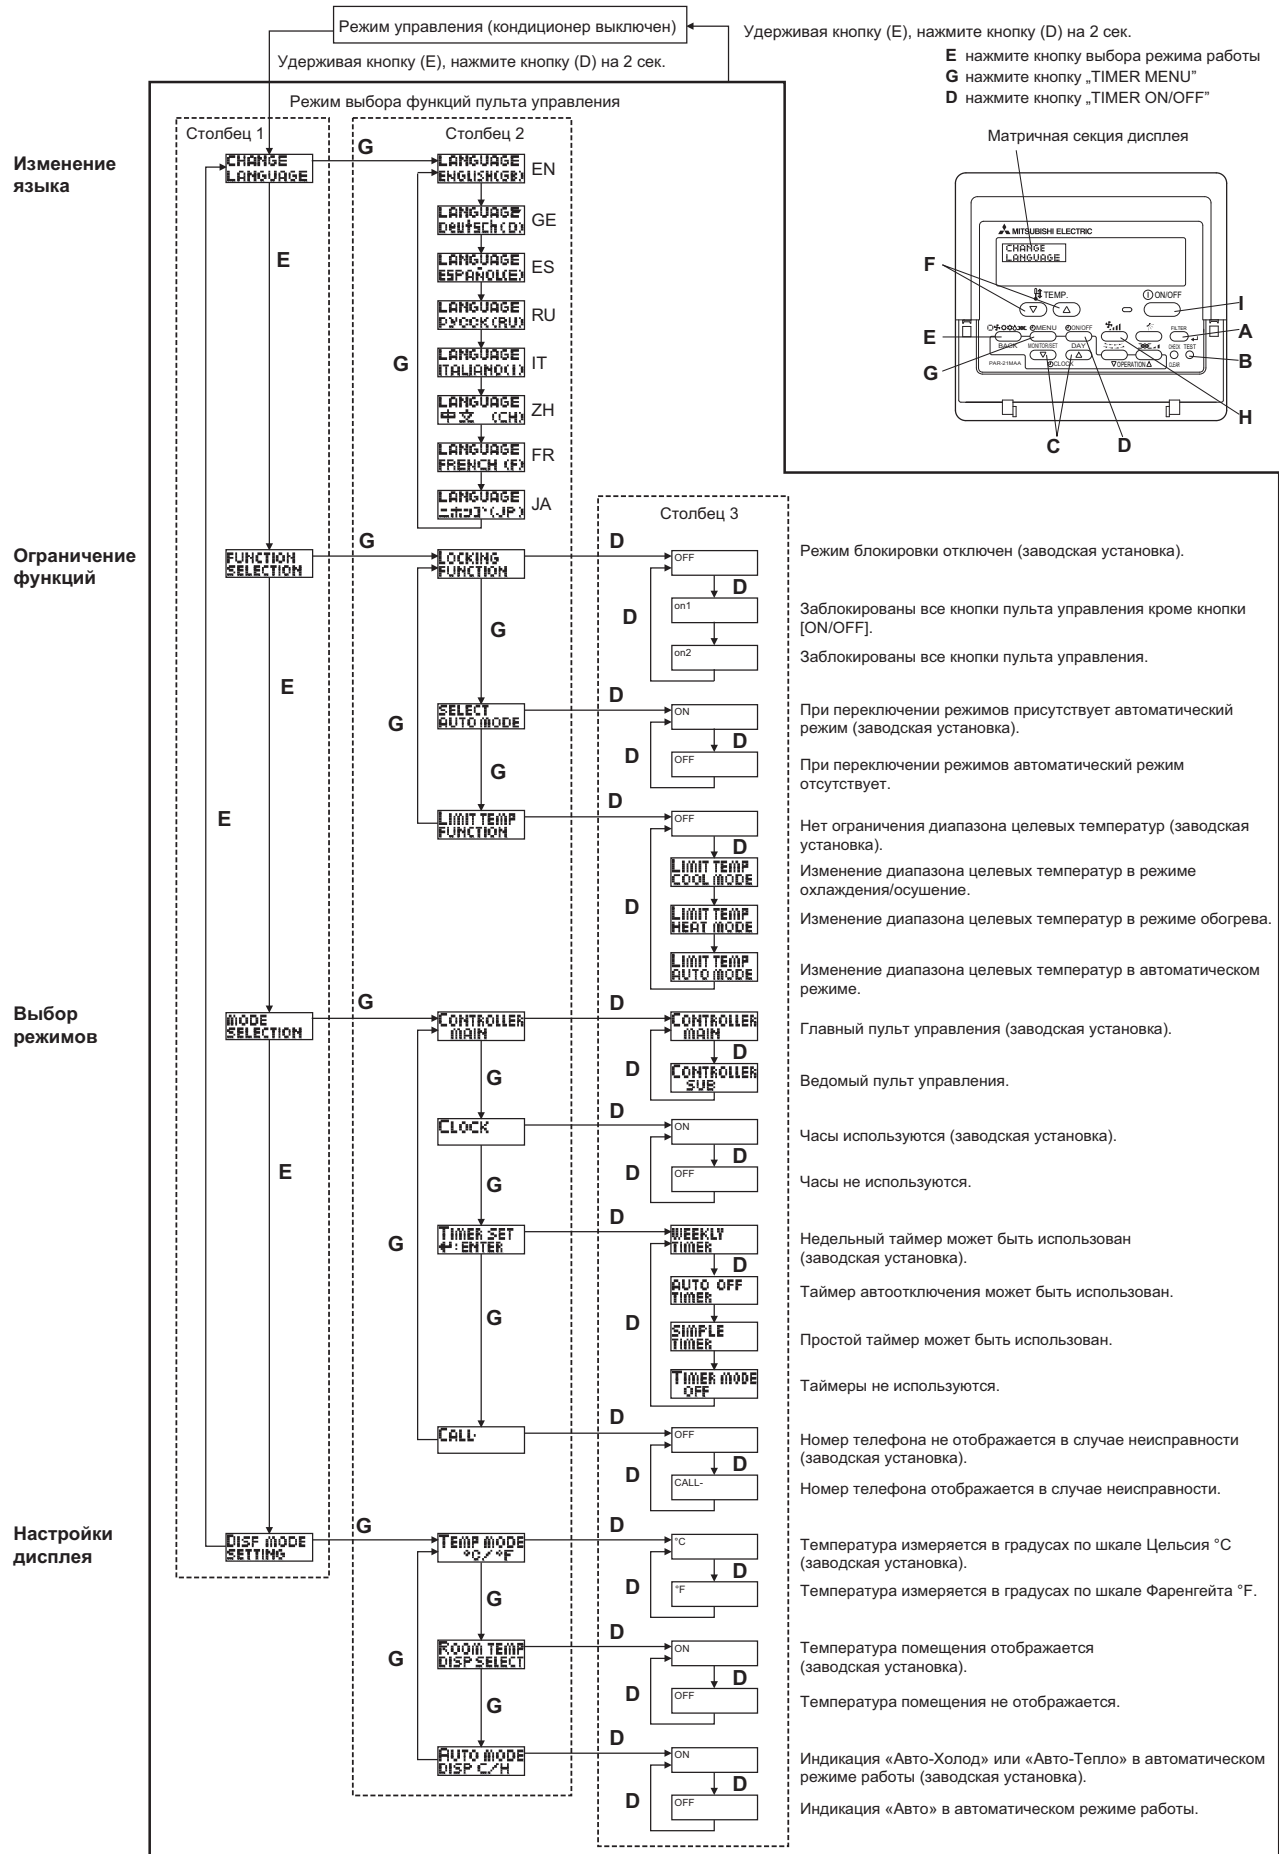 Режим управления (кондиционер выключен)
Удерживая кнопку (E), нажмите кнопку (D) на 2 сек.
Удерживая кнопку (E), нажмите кнопку (D) на 2 сек.
E нажмите кнопку выбора режима работы
G нажмите кнопку „TIMER MENU”
D нажмите кнопку „TIMER ON/OFF”
Режим выбора функций пульта управления
Столбец 1
Столбец 2
Матричная секция дисплея
MITSUBISHI ELECTRIC
CHANGE
LANGUAGE
F
TEMP.
ON/OFF
I
E
MENU
ON/OFF
FILTER
A
BACK
MONITOR/SET
DAY
CHECK
TEST
B
G
PAR-21MAA
CLOCK
OPERATION
CLEAR
H
C
D
Изменение
языка
CHANGE
LANGUAGE
G
LANGUAGE
ENGLISH(GB)
EN
LANGUAGE
Deutsch(D)
GE
E
LANGUAGE
ESPAÑOL(E)
ES
LANGUAGE
РУССК(RU)
RU
G
LANGUAGE
ITALIANO(I)
IT
LANGUAGE
中文 (CH)
ZH
LANGUAGE
FRENCH (F)
FR
LANGUAGE
ニホンゴ(JP)
JA
Столбец 3
Ограничение
функций
FUNCTION
SELECTION
G
LOCKING
FUNCTION
D
OFF
Режим блокировки отключен (заводская установка).
D
on1
D
Заблокированы все кнопки пульта управления кроме кнопки
[ON/OFF].
G
on2
Заблокированы все кнопки пульта управления.
E
G
SELECT
AUTO MODE
D
ON
При переключении режимов присутствует автоматический
режим (заводская установка).
D
D
OFF
При переключении режимов автоматический режим
отсутствует.
G
E
LIMIT TEMP
FUNCTION
D
OFF
Нет ограничения диапазона целевых температур (заводская
установка).
D
LIMIT TEMP
COOL MODE
Изменение диапазона целевых температур в режиме
охлаждения/осушение.
D
LIMIT TEMP
HEAT MODE
Изменение диапазона целевых температур в режиме обогрева.
LIMIT TEMP
AUTO MODE
Изменение диапазона целевых температур в автоматическом
режиме.
Выбор
режимов
MODE
SELECTION
G
CONTROLLER
MAIN
D
CONTROLLER
MAIN
Главный пульт управления (заводская установка).
D
G
D
CONTROLLER
SUB
Ведомый пульт управления.
CLOCK
D
ON
Часы используются (заводская установка).
D
E
G
D
OFF
Часы не используются.
G
TIMER SET
↵:ENTER
D
WEEKLY
TIMER
Недельный таймер может быть использован
(заводская установка).
D
AUTO OFF
TIMER
Таймер автоотключения может быть использован.
G
D
SIMPLE
TIMER
Простой таймер может быть использован.
TIMER MODE
OFF
Таймеры не используются.
CALL-
D
OFF
Номер телефона не отображается в случае неисправности
(заводская установка).
D
D
CALL-
Номер телефона отображается в случае неисправности.
Настройки
дисплея
DISP MODE
SETTING
G
TEMP MODE
°C/°F
D
°C
Температура измеряется в градусах по шкале Цельсия °C
(заводская установка).
D
G
D
°F
Температура измеряется в градусах по шкале Фаренгейта °F.
G
ROOM TEMP
DISP SELECT
D
ON
Температура помещения отображается
(заводская установка).
D
G
D
OFF
Температура помещения не отображается.
AUTO MODE
DISP C/H
D
ON
Индикация «Авто-Холод» или «Авто-Тепло» в автоматическом
режиме работы (заводская установка).
D
D
OFF
Индикация «Авто» в автоматическом режиме работы.